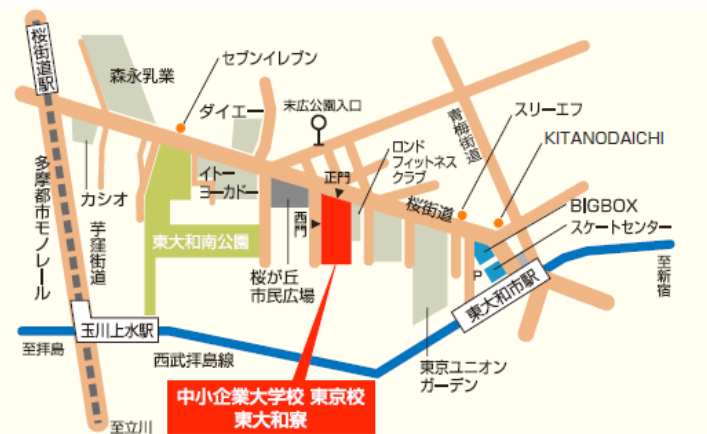 桜街道駅
森永乳業
セブンイレブン
ダイエー
末広公園入口
青梅街道
スリーエフ
KITANODAICHI
ロンド
フィットネス
クラブ
カシオ
イトー
ヨーカドー
正門
西門
桜街道
BIGBOX
スケートセンター
P
多摩都市モノレール
芋窪街道
東大和南公園
桜が丘
市民広場
東大和市駅
至新宿
玉川上水駅
至拝島
西武拝島線
東京ユニオン
ガーデン
中小企業大学校 東京校
東大和寮
至立川